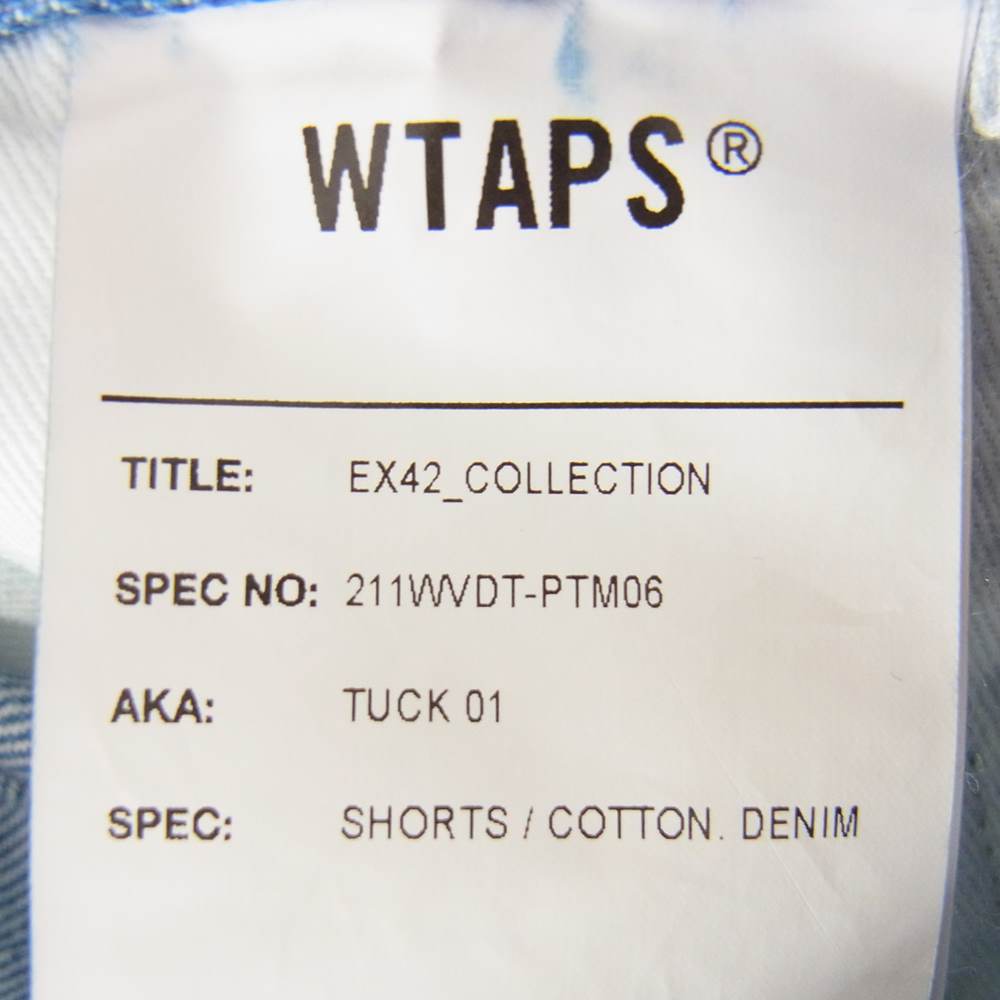 WTAPS®
TITLE: EX42_COLLECTION
SPEC NO: 211WVDT-PTM06
AKA: TUCK 01
SPEC: SHORTS / COTTON. DENIM